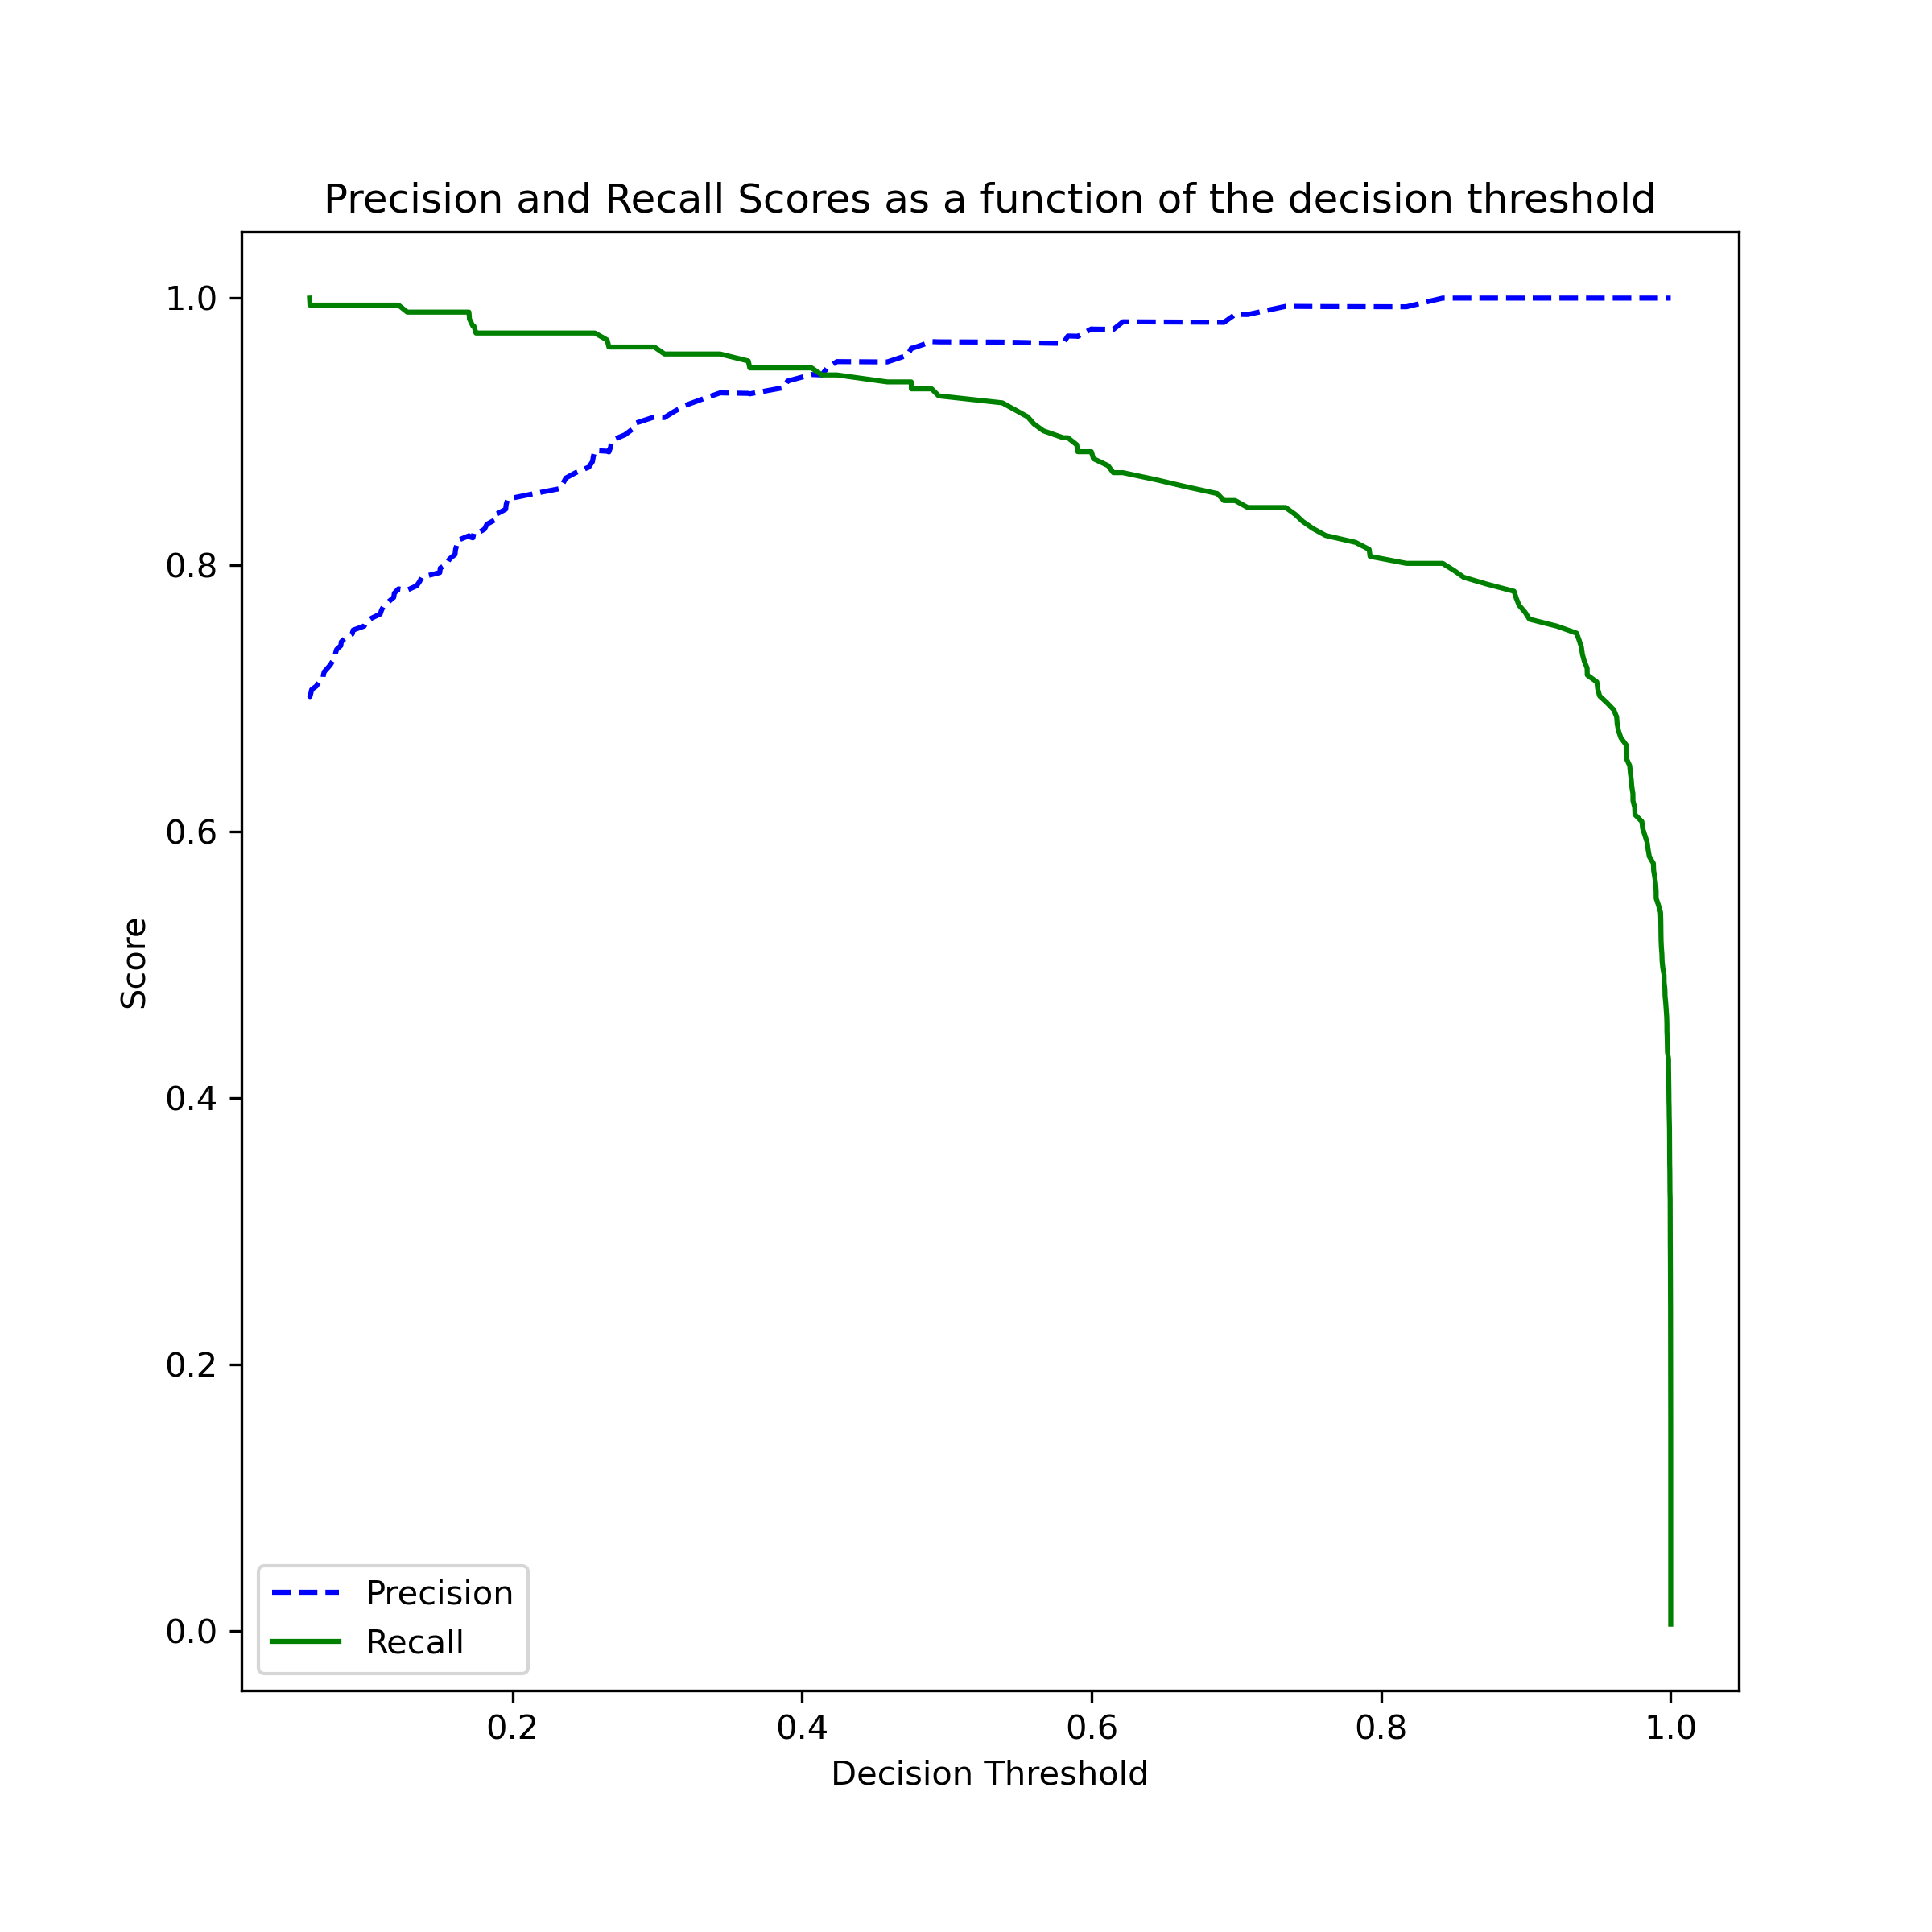 Precision and Recall Scores as a function of the decision threshold
1.0
0.8
0.6
0.4
0.2
0.0
Score
Precision
Recall
0.2 0.4 0.6 0.8 1.0
Decision Threshold